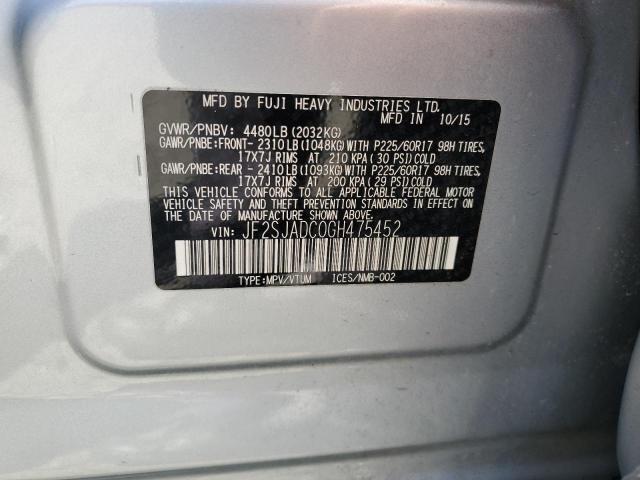 MFD BY FUJI HEAVY INDUSTRIES LTD.
MFD IN 10/15
GVWR/PNBV: 4480LB(2032KG)
GAWR/PNBE:FRONT- 2310LB(1048KG)WITH P225/60R17 98H TIRES,
17X7J RIMS AT 210 KPA(30 PSI)COLD
GAWR/PNBE:REAR - 2410LB(1093KG)WITH P225/60R17 98H TIRES,
17X7J RIMS AT 200 KPA(29 PSI)COLD
THIS VEHICLE CONFORMS TO ALL APPLICABLE FEDERAL MOTOR
VEHICLE SAFETY AND THEFT PREVENTION STANDARDS IN EFFECT
ON THE DATE OF MANUFACTURE SHOWN ABOVE.
VIN: JF2SJADC0GH475452
TYPE:MPV/VTUM ICES/NMB-002